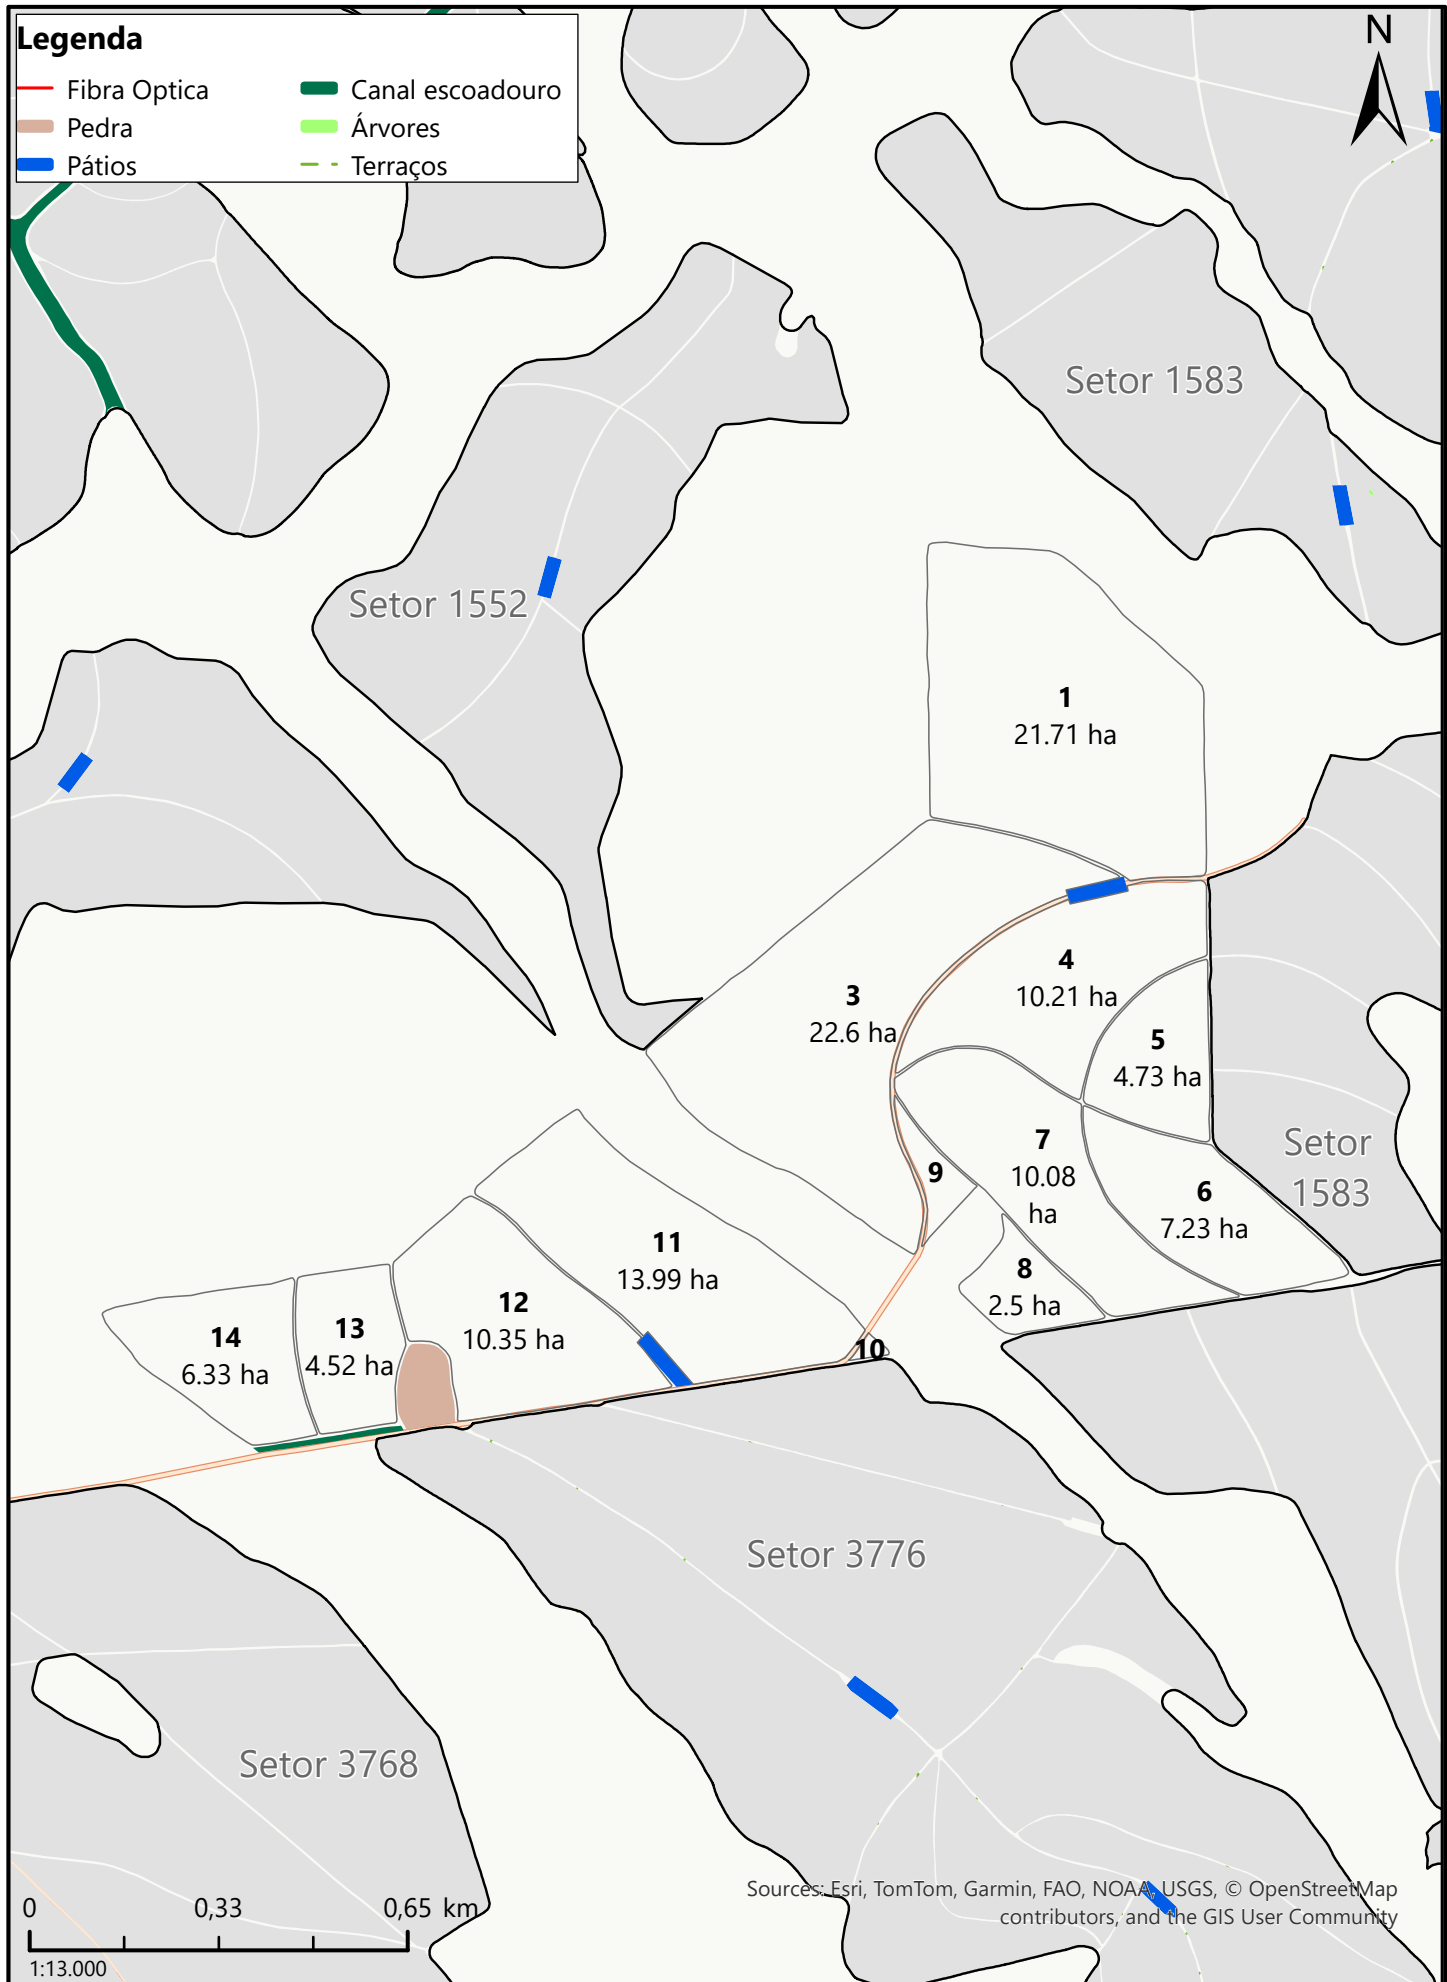 Legenda
Fibra Optica
Pedra
Pátios
Canal escoadouro
Árvores
Terraços
N
Setor 1583
Setor 1552
1
21.71 ha
3
22.6 ha
4
10.21 ha
5
4.73 ha
7
10.08
ha
6
7.23 ha
Setor
1583
9
8
2.5 ha
11
13.99 ha
12
10.35 ha
13
4.52 ha
14
6.33 ha
10
Setor 3776
Setor 3768
Sources: Esri, TomTom, Garmin, FAO, NOAA, USGS, © OpenStreetMap
contributors, and the GIS User Community
0 0,33 0,65 km
1:13.000